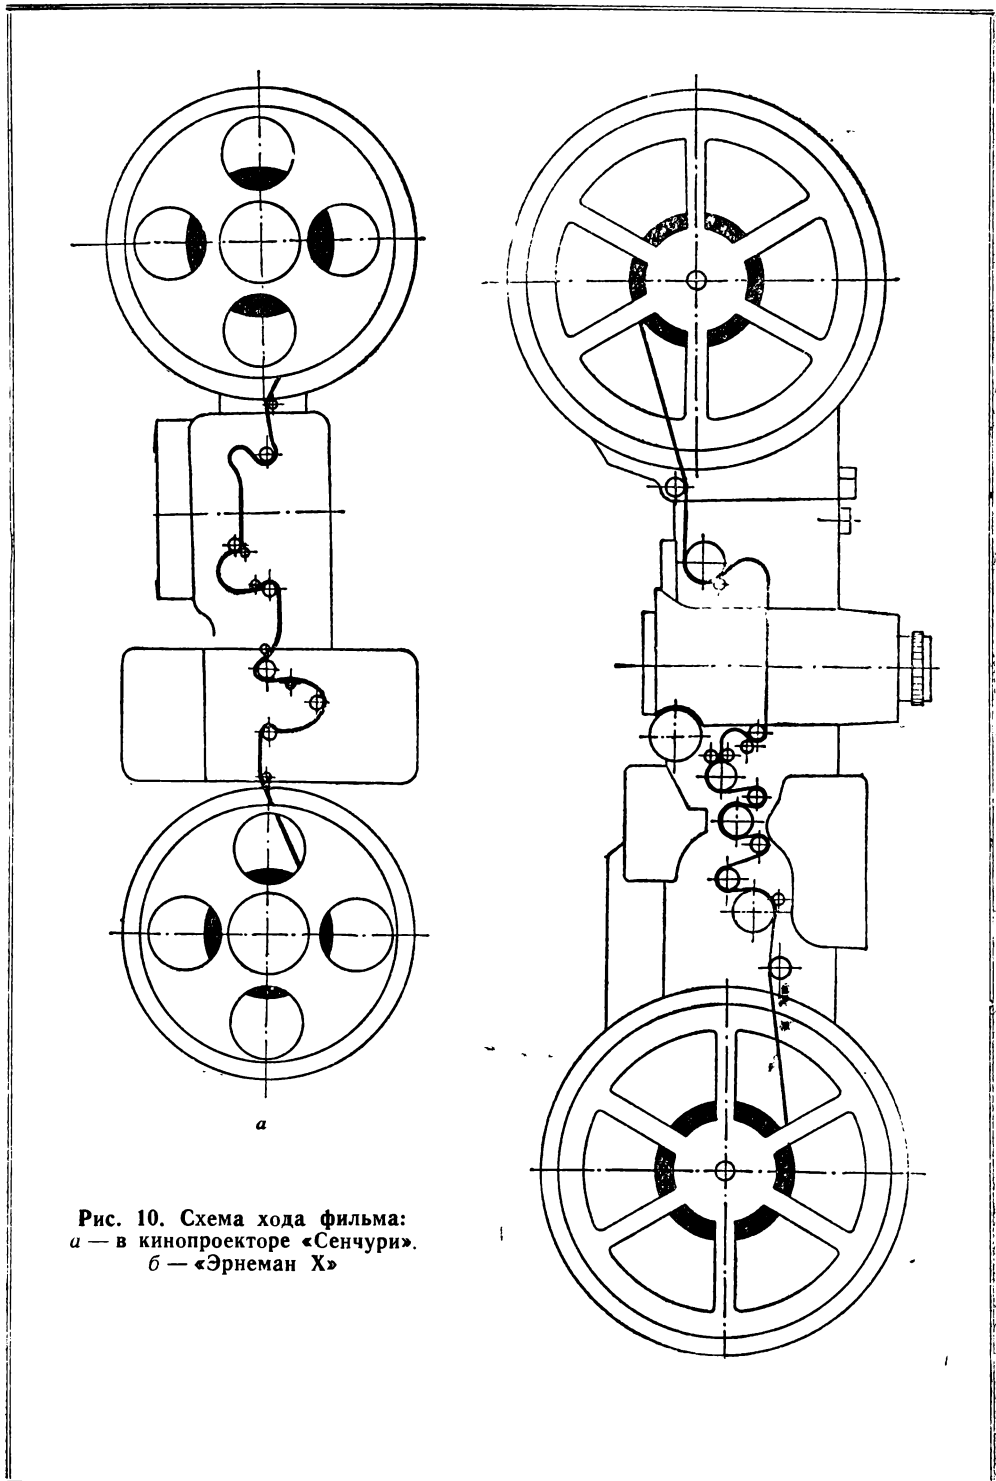 а
Рис. 10. Схема хода фильма:
а — в кинопроекторе «Сенчури».
б — «Эрнеман X»